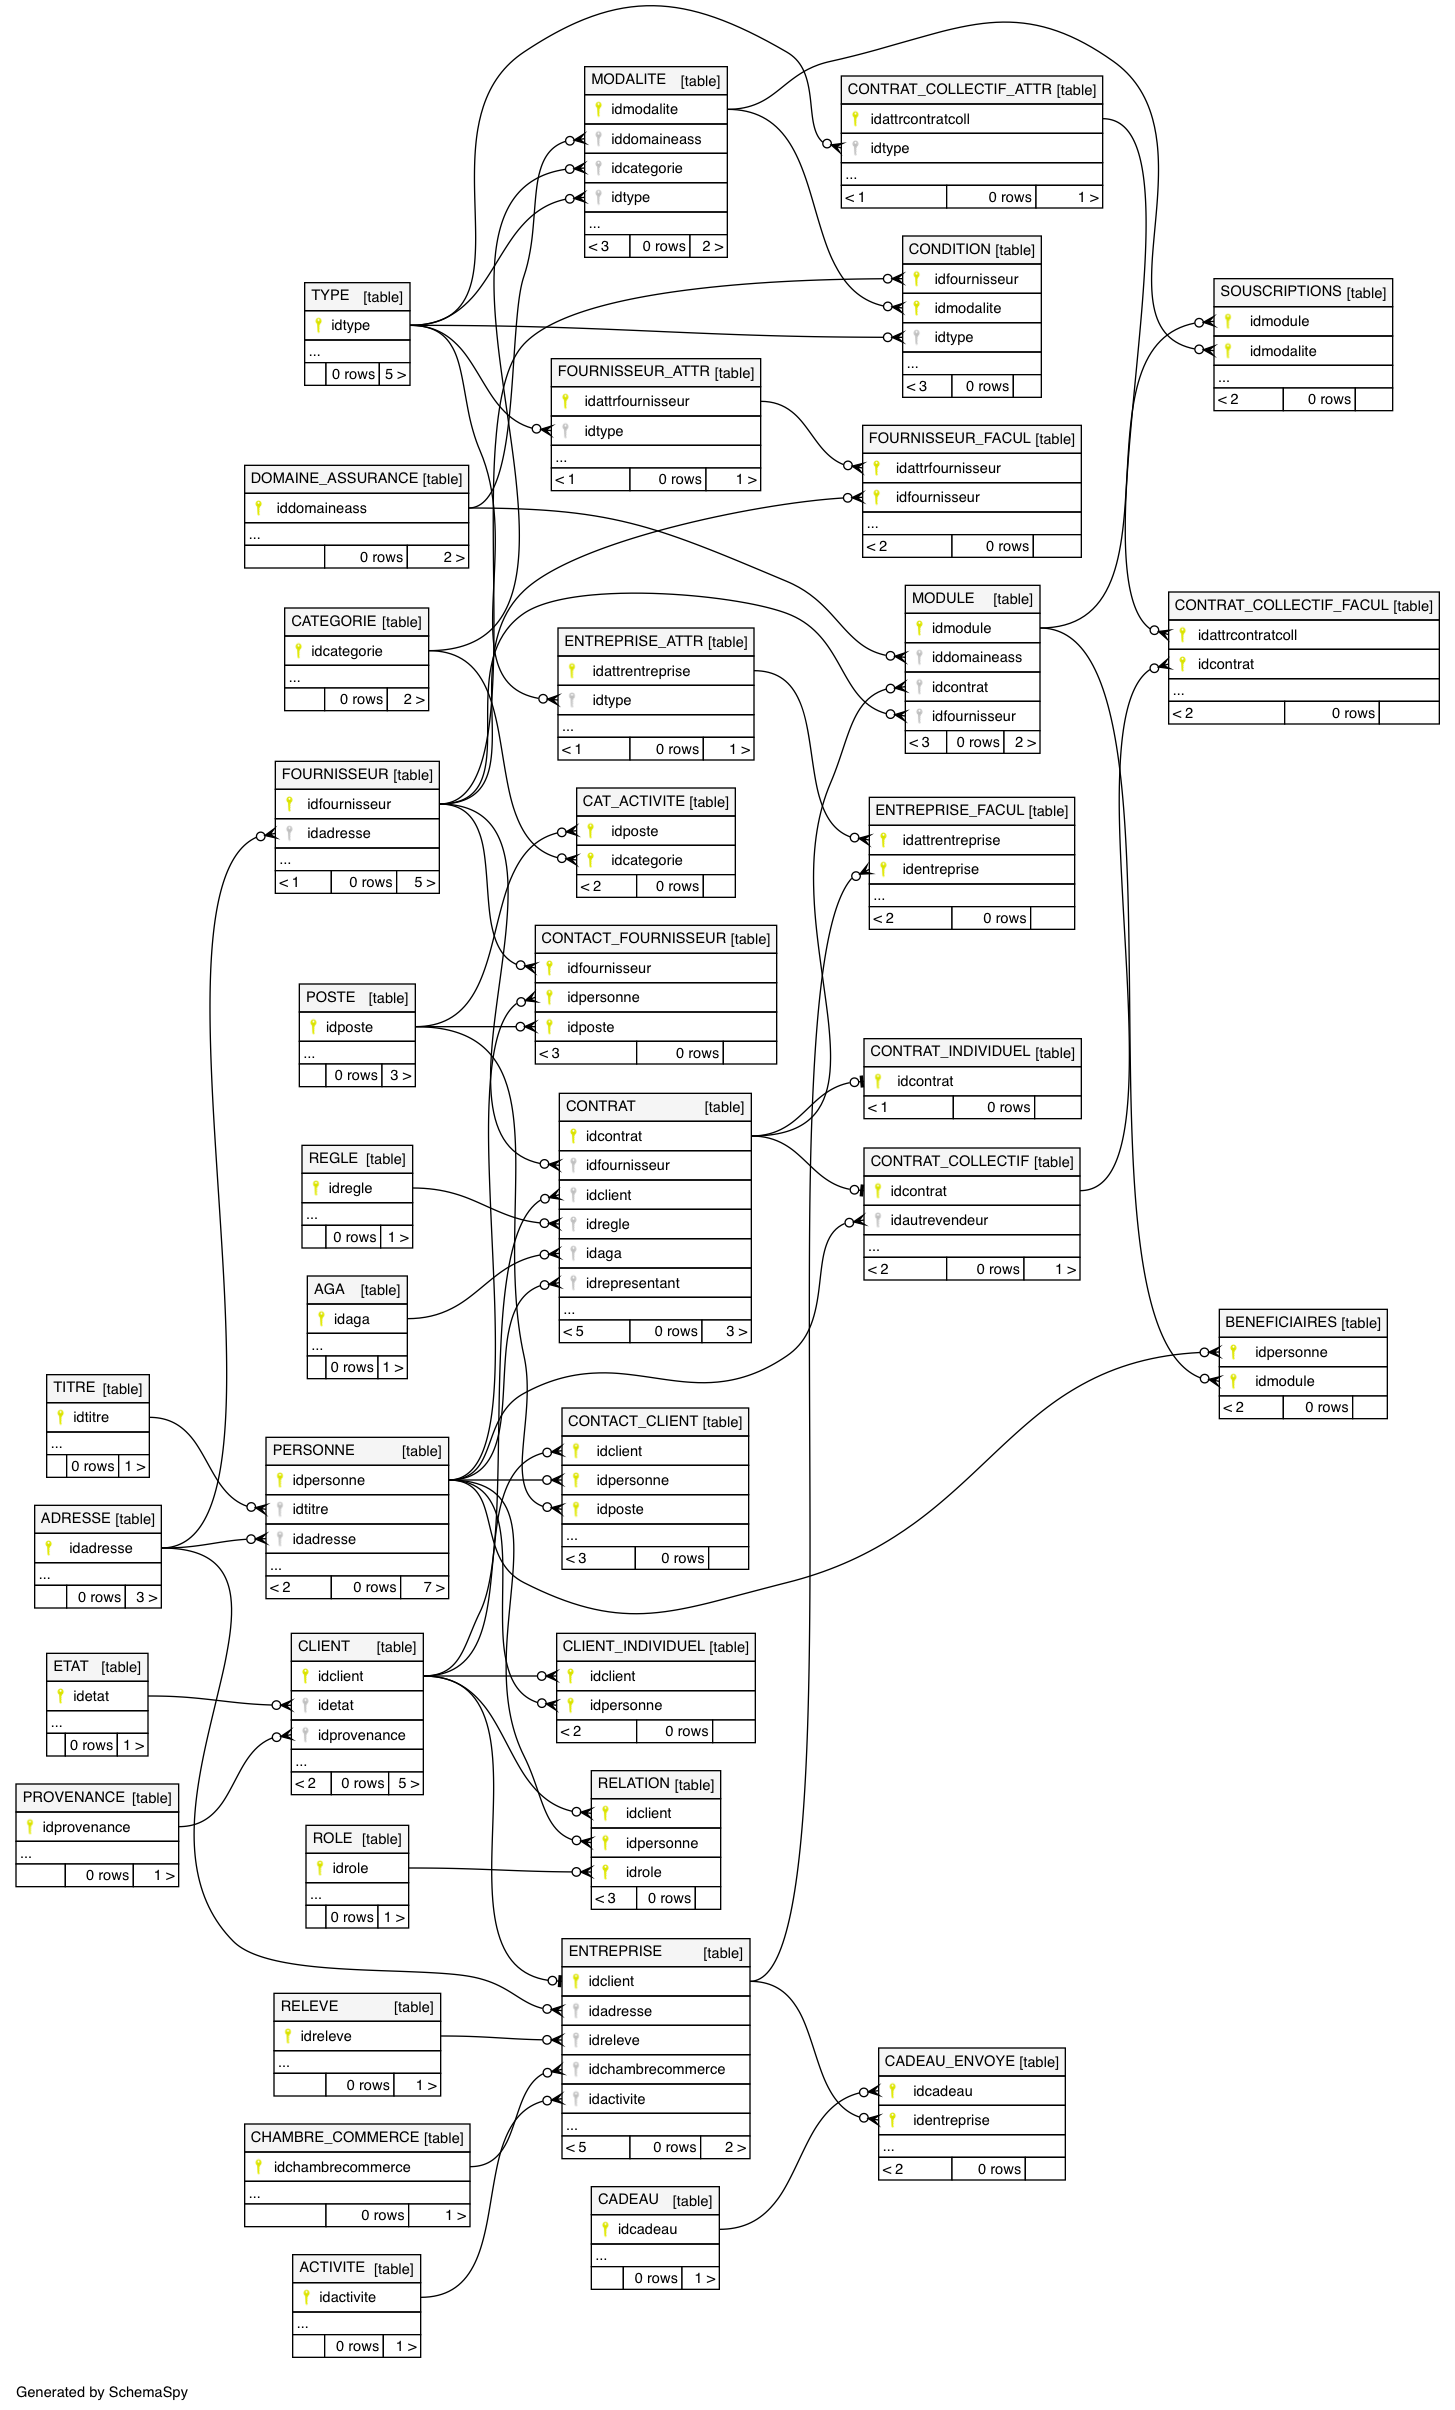 MODALITE [table]
idmodalite
iddomaineass
idcategorie
idtype
...
< 3 0 rows 2 >
CONTRAT_COLLECTIF_ATTR [table]
idattrcontratcoll
idtype
...
< 1 0 rows 1 >
CONDITION [table]
idfournisseur
idmodalite
idtype
...
< 3 0 rows
SOUSCRIPTIONS [table]
idmodule
idmodalite
...
< 2 0 rows
TYPE [table]
idtype
...
0 rows 5 >
FOURNISSEUR_ATTR [table]
idattrfournisseur
idtype
...
< 1 0 rows 1 >
FOURNISSEUR_FACUL [table]
idattrfournisseur
idfournisseur
...
< 2 0 rows
DOMAINE_ASSURANCE [table]
iddomaineass
...
0 rows 2 >
MODULE [table]
idmodule
iddomaineass
idcontrat
idfournisseur
< 3 0 rows 2 >
CONTRAT_COLLECTIF_FACUL [table]
idattrcontratcoll
idcontrat
...
< 2 0 rows
CATEGORIE [table]
idcategorie
...
0 rows 2 >
ENTREPRISE_ATTR [table]
idattrentreprise
idtype
...
< 1 0 rows 1 >
FOURNISSEUR [table]
idfournisseur
idadresse
...
< 1 0 rows 5 >
CAT_ACTIVITE [table]
idposte
idcategorie
< 2 0 rows
ENTREPRISE_FACUL [table]
idattrentreprise
identreprise
...
< 2 0 rows
CONTACT_FOURNISSEUR [table]
idfournisseur
idpersonne
idposte
< 3 0 rows
POSTE [table]
idposte
...
0 rows 3 >
CONTRAT_INDIVIDUEL [table]
idcontrat
< 1 0 rows
CONTRAT [table]
idcontrat
idfournisseur
idclient
idregle
idaga
idrepresentant
...
< 5 0 rows 3 >
CONTRAT_COLLECTIF [table]
idcontrat
idautrevendeur
...
< 2 0 rows 1 >
REGLE [table]
idregle
...
0 rows 1 >
AGA [table]
idaga
...
0 rows 1 >
BENEFICIAIRES [table]
idpersonne
idmodule
< 2 0 rows
TITRE [table]
idtitre
...
0 rows 1 >
PERSONNE [table]
idpersonne
idtitre
idadresse
...
< 2 0 rows 7 >
CONTACT_CLIENT [table]
idclient
idpersonne
idposte
...
< 3 0 rows
ADRESSE [table]
idadresse
...
0 rows 3 >
CLIENT [table]
idclient
idetat
idprovenance
...
< 2 0 rows 5 >
CLIENT_INDIVIDUEL [table]
idclient
idpersonne
< 2 0 rows
ETAT [table]
idetat
...
0 rows 1 >
PROVENANCE [table]
idprovenance
...
0 rows 1 >
RELATION [table]
idclient
idpersonne
idrole
< 3 0 rows
ROLE [table]
idrole
...
0 rows 1 >
ENTREPRISE [table]
idclient
idadresse
idreleve
idchambrecommerce
idactivite
...
< 5 0 rows 2 >
RELEVE [table]
idreleve
...
0 rows 1 >
CADEAU_ENVOYE [table]
idcadeau
identreprise
...
< 2 0 rows
CHAMBRE_COMMERCE [table]
idchambrecommerce
...
0 rows 1 >
CADEAU [table]
idcadeau
...
0 rows 1 >
ACTIVITE [table]
idactivite
...
0 rows 1 >
Generated by SchemaSpy